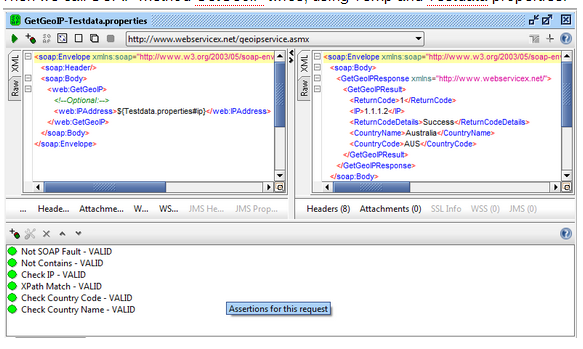 GetGeoIP-Testdata.properties
http://www.webservicex.net/geoipservice.asmx
XML
Raw
<soap:Envelope xmlns:soap="http://www.w3.org/2003/05/soap-env
<soap:Header/>
<soap:Body>
<web:GetGeoIP>
<!--Optional:-->
<web:IPAddress>${Testdata.properties#ip}</web:IPAddress>
</web:GetGeoIP>
</soap:Body>
</soap:Envelope>
XML
Raw
<soap:Envelope xmlns:soap="http://www.w3.org/2003/05/soap-en
<soap:Body>
<GetGeoIPResponse xmlns="http://www.webservicex.net/">
<GetGeoIPResult>
<ReturnCode>1</ReturnCode>
<IP>1.1.1.2</IP>
<ReturnCodeDetails>Success</ReturnCodeDetails>
<CountryName>Australia</CountryName>
<CountryCode>AUS</CountryCode>
</GetGeoIPResult>
</GetGeoIPResponse>
</soap:Body>
... Heade... Attachme... W... WS... JMS He... JMS Prop...
Headers (8) Attachments (0) SSL Info WSS (0) JMS (0)
Not SOAP Fault - VALID
Not Contains - VALID
Check IP - VALID
XPath Match - VALID
Check Country Code - VALID
Check Country Name - VALID
Assertions for this request